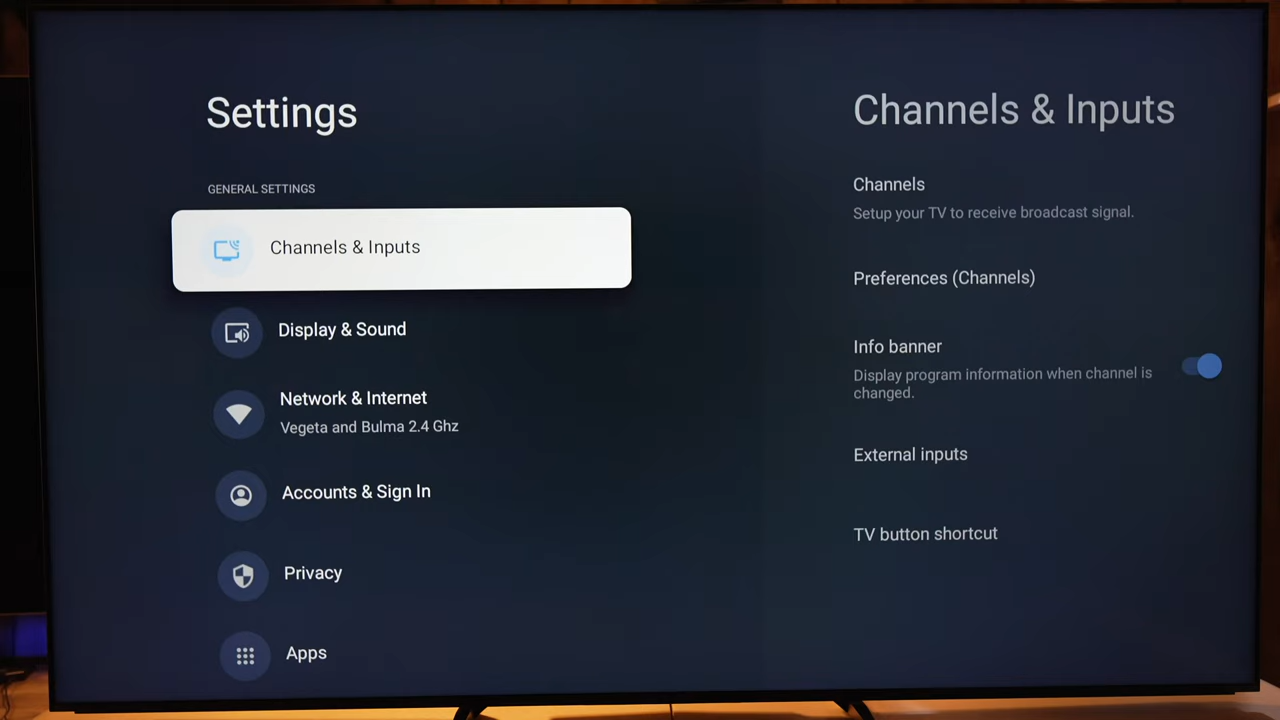 Settings
GENERAL SETTINGS
Channels & Inputs
Display & Sound
Network & Internet
Vegeta and Bulma 2.4 Ghz
Accounts & Sign In
Privacy
Apps
Channels & Inputs
Channels
Setup your TV to receive broadcast signal.
Preferences (Channels)
Info banner
Display program information when channel is
changed.
External inputs
TV button shortcut